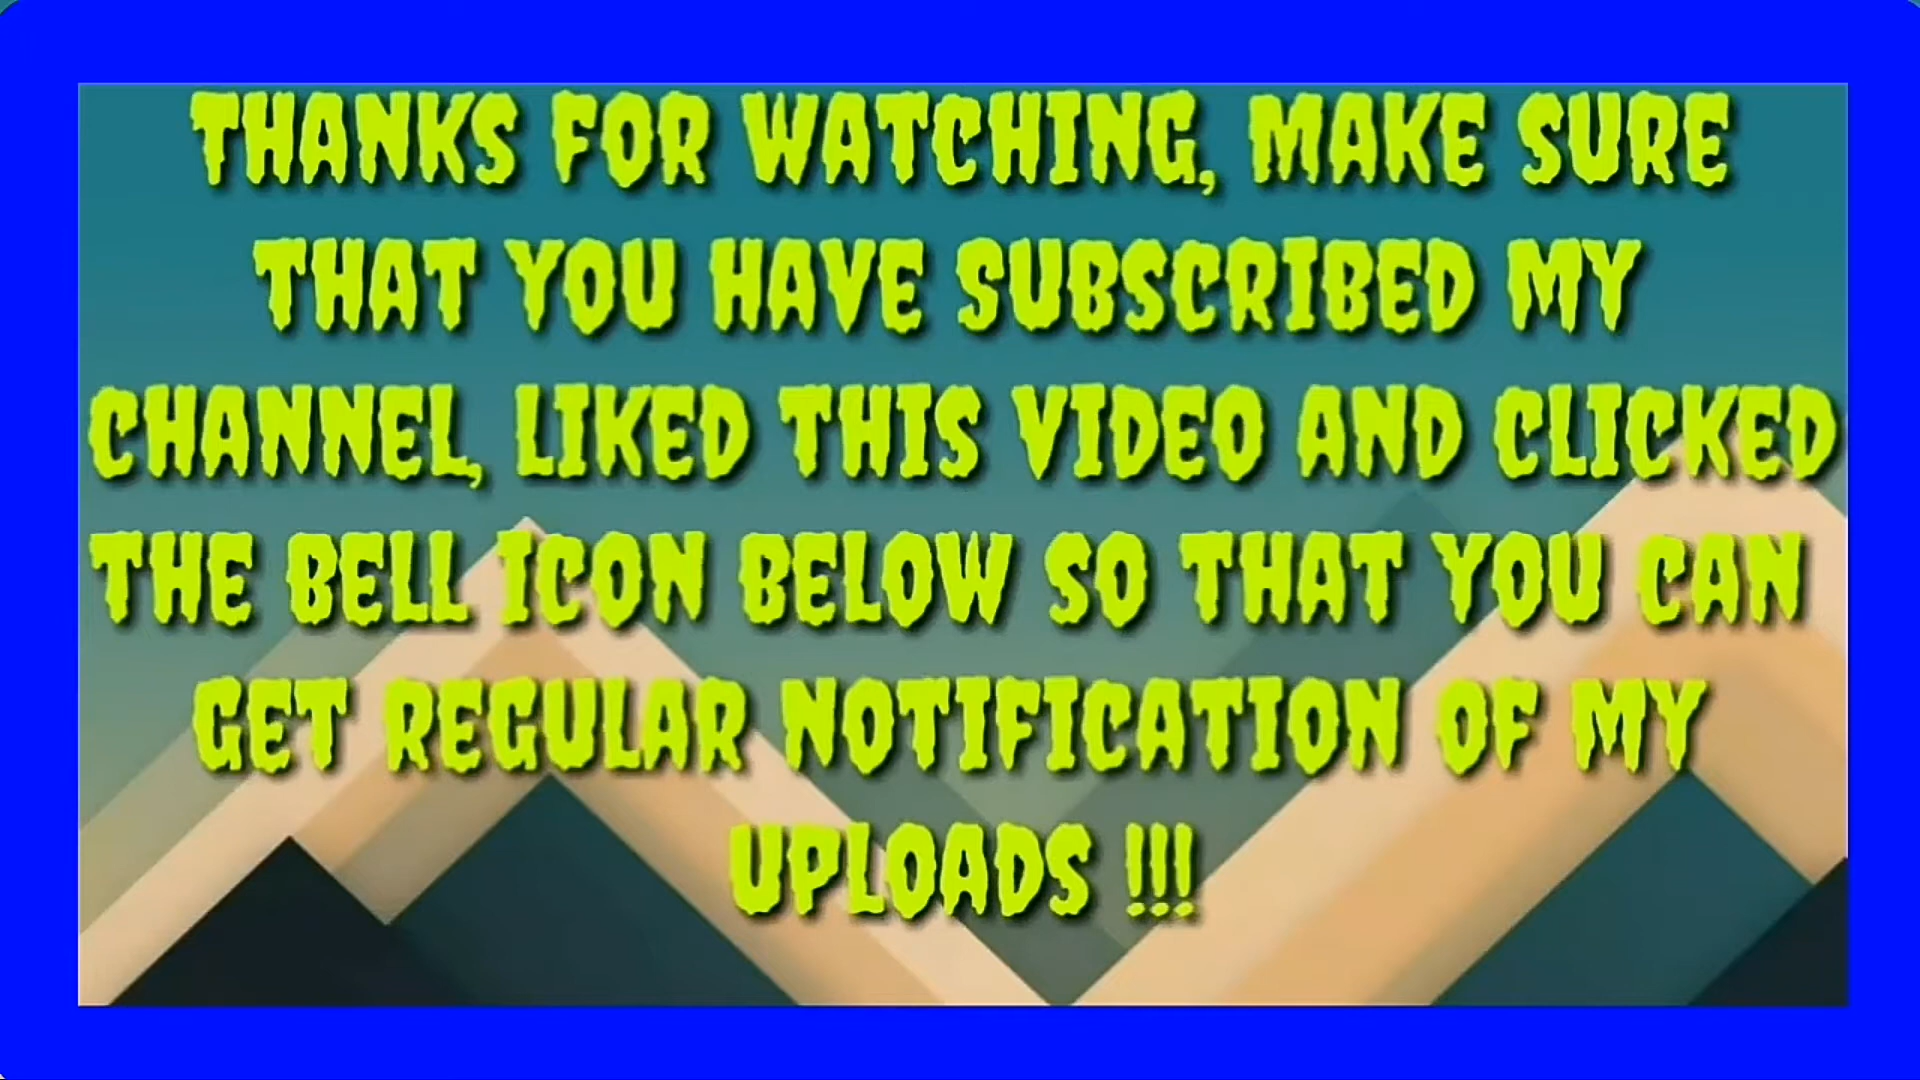 THANKS FOR WATCHING, MAKE SURE
THAT YOU HAVE SUBSCRIBED MY
CHANNEL, LIKED THIS VIDEO AND CLICKED
THE BELL ICON BELOW SO THAT YOU CAN
GET REGULAR NOTIFICATION OF MY
UPLOADS !!!